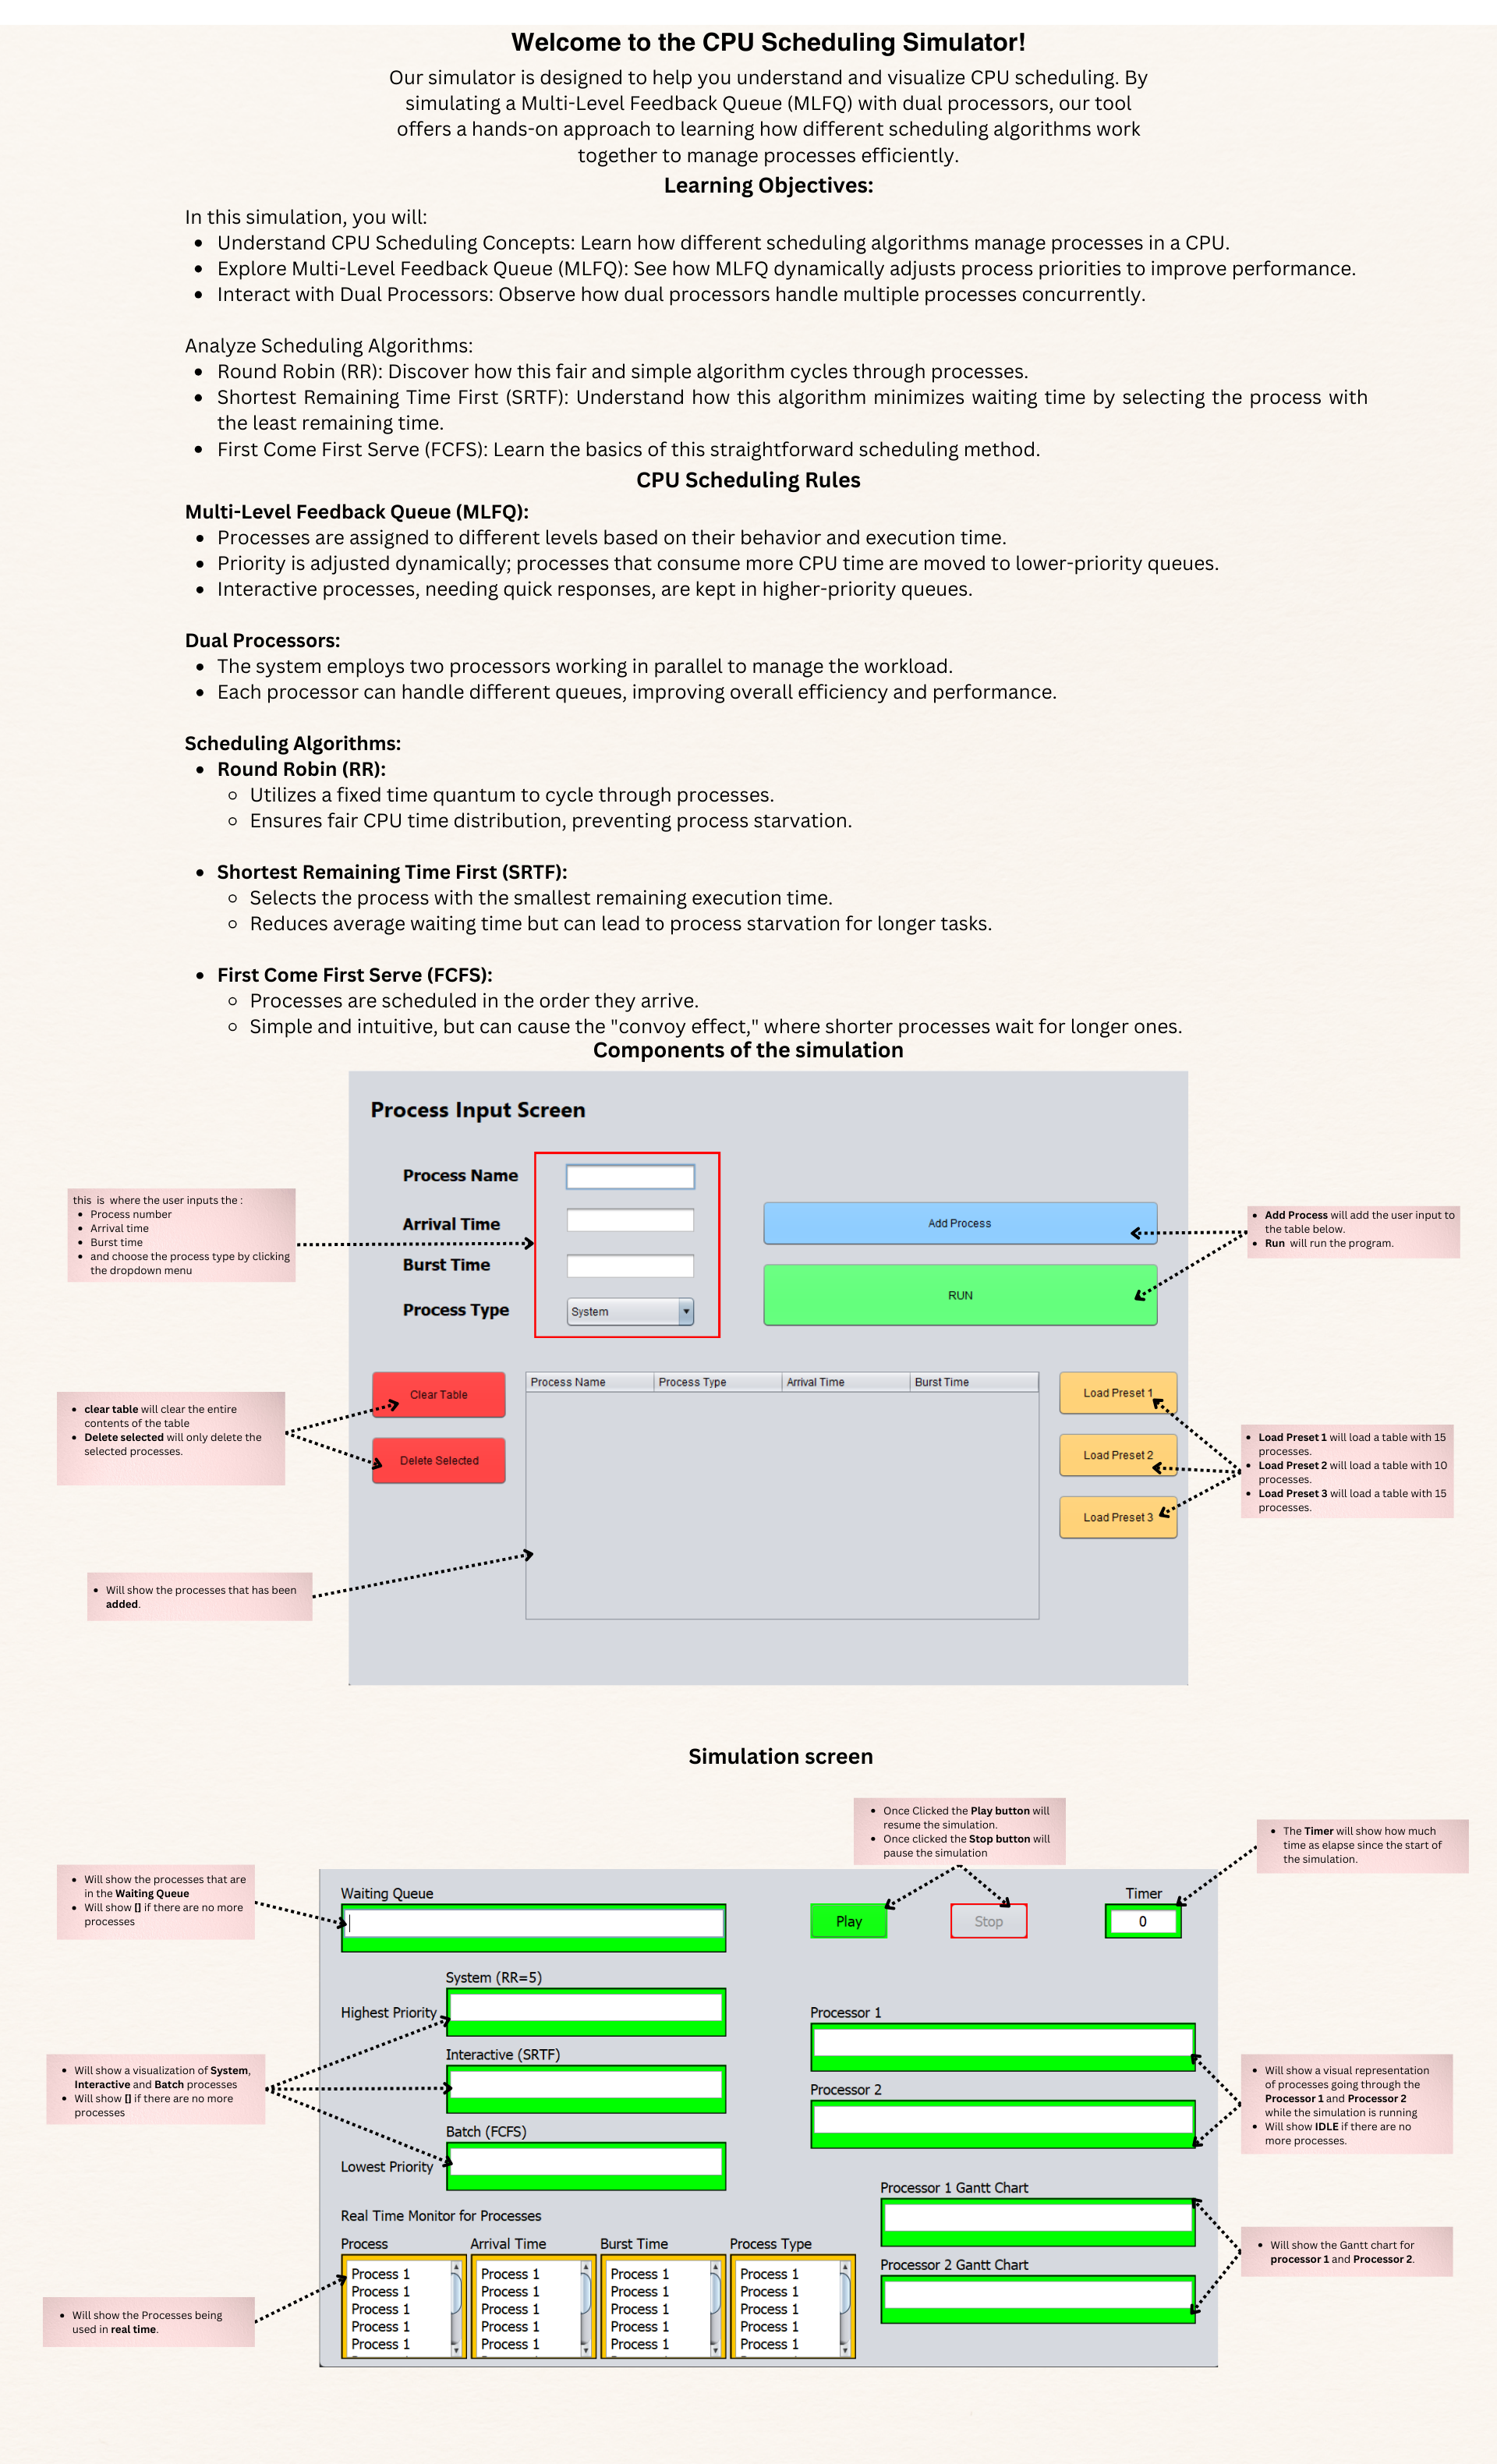 Welcome to the CPU Scheduling Simulator!
Our simulator is designed to help you understand and visualize CPU scheduling. By
simulating a Multi-Level Feedback Queue (MLFQ) with dual processors, our tool
offers a hands-on approach to learning how different scheduling algorithms work
together to manage processes efficiently.
Learning Objectives:
In this simulation, you will:
• Understand CPU Scheduling Concepts: Learn how different scheduling algorithms manage processes in a CPU.
• Explore Multi-Level Feedback Queue (MLFQ): See how MLFQ dynamically adjusts process priorities to improve performance.
• Interact with Dual Processors: Observe how dual processors handle multiple processes concurrently.
Analyze Scheduling Algorithms:
• Round Robin (RR): Discover how this fair and simple algorithm cycles through processes.
• Shortest Remaining Time First (SRTF): Understand how this algorithm minimizes waiting time by selecting the process with
the least remaining time.
• First Come First Serve (FCFS): Learn the basics of this straightforward scheduling method.
CPU Scheduling Rules
Multi-Level Feedback Queue (MLFQ):
• Processes are assigned to different levels based on their behavior and execution time.
• Priority is adjusted dynamically; processes that consume more CPU time are moved to lower-priority queues.
• Interactive processes, needing quick responses, are kept in higher-priority queues.
Dual Processors:
• The system employs two processors working in parallel to manage the workload.
• Each processor can handle different queues, improving overall efficiency and performance.
Scheduling Algorithms:
• Round Robin (RR):
◦ Utilizes a fixed time quantum to cycle through processes.
◦ Ensures fair CPU time distribution, preventing process starvation.
• Shortest Remaining Time First (SRTF):
◦ Selects the process with the smallest remaining execution time.
◦ Reduces average waiting time but can lead to process starvation for longer tasks.
• First Come First Serve (FCFS):
◦ Processes are scheduled in the order they arrive.
◦ Simple and intuitive, but can cause the "convoy effect," where shorter processes wait for longer ones.
Components of the simulation
Process Input Screen
Process Name
Arrival Time
Burst Time
Process Type
System
Add Process
RUN
this is where the user inputs the :
• Process number
• Arrival time
• Burst time
• and choose the process type by clicking
the dropdown menu
• Add Process will add the user input to
the table below.
• Run will run the program.
Clear Table
Delete Selected
Process Name
Process Type
Arrival Time
Burst Time
Load Preset 1
Load Preset 2
Load Preset 3
• clear table will clear the entire
contents of the table
• Delete selected will only delete the
selected processes.
• Load Preset 1 will load a table with 15
processes.
• Load Preset 2 will load a table with 10
processes.
• Load Preset 3 will load a table with 15
processes.
• Will show the processes that has been
added.
Simulation screen
• Once Clicked the Play button will
resume the simulation.
• Once clicked the Stop button will
pause the simulation
• The Timer will show how much
time as elapse since the start of
the simulation.
• Will show the processes that are
in the Waiting Queue
• Will show [] if there are no more
processes
Waiting Queue
Play
Stop
Timer
0
System (RR=5)
Highest Priority
Interactive (SRTF)
Batch (FCFS)
Lowest Priority
Processor 1
Processor 2
• Will show a visualization of System,
Interactive and Batch processes
• Will show [] if there are no more
processes
• Will show a visual representation
of processes going through the
Processor 1 and Processor 2
while the simulation is running
• Will show IDLE if there are no
more processes.
Processor 1 Gantt Chart
Processor 2 Gantt Chart
• Will show the Gantt chart for
processor 1 and Processor 2.
Real Time Monitor for Processes
Process Arrival Time Burst Time Process Type
Process 1 Process 1 Process 1 Process 1
Process 1 Process 1 Process 1 Process 1
Process 1 Process 1 Process 1 Process 1
Process 1 Process 1 Process 1 Process 1
Process 1 Process 1 Process 1 Process 1
• Will show the Processes being
used in real time.